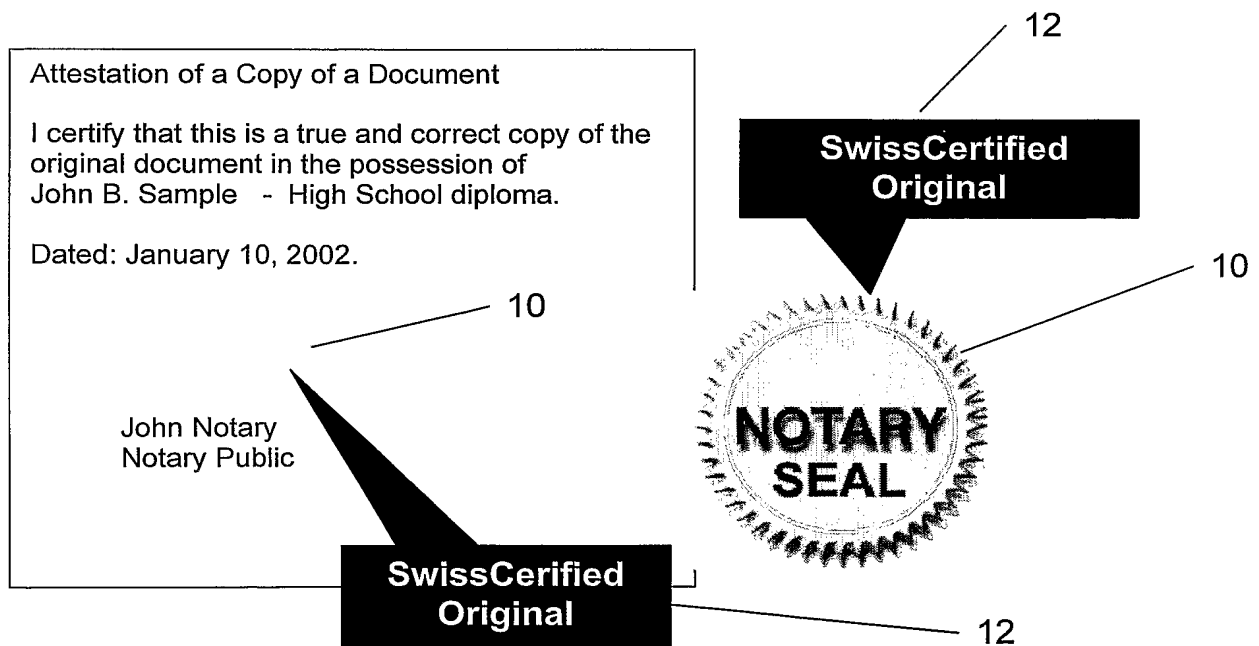 12
Attestation of a Copy of a Document
I certify that this is a true and correct copy of the
original document in the possession of
John B. Sample - High School diploma.
Dated: January 10, 2002.
SwissCertified
Original
10
10
John Notary
Notary Public
NOTARY
SEAL
SwissCerified
Original
12